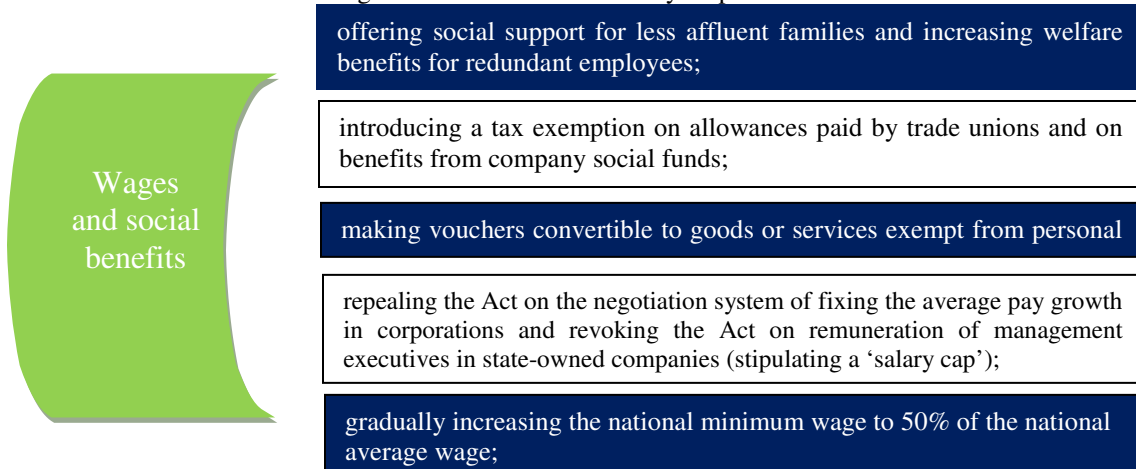 offering social support for less affluent families and increasing welfare
benefits for redundant employees;
introducing a tax exemption on allowances paid by trade unions and on
benefits from company social funds;
Wages
and social
benefits
making vouchers convertible to goods or services exempt from personal
repealing the Act on the negotiation system of fixing the average pay growth
in corporations and revoking the Act on remuneration of management
executives in state-owned companies (stipulating a ‘salary cap’);
gradually increasing the national minimum wage to 50% of the national
average wage;